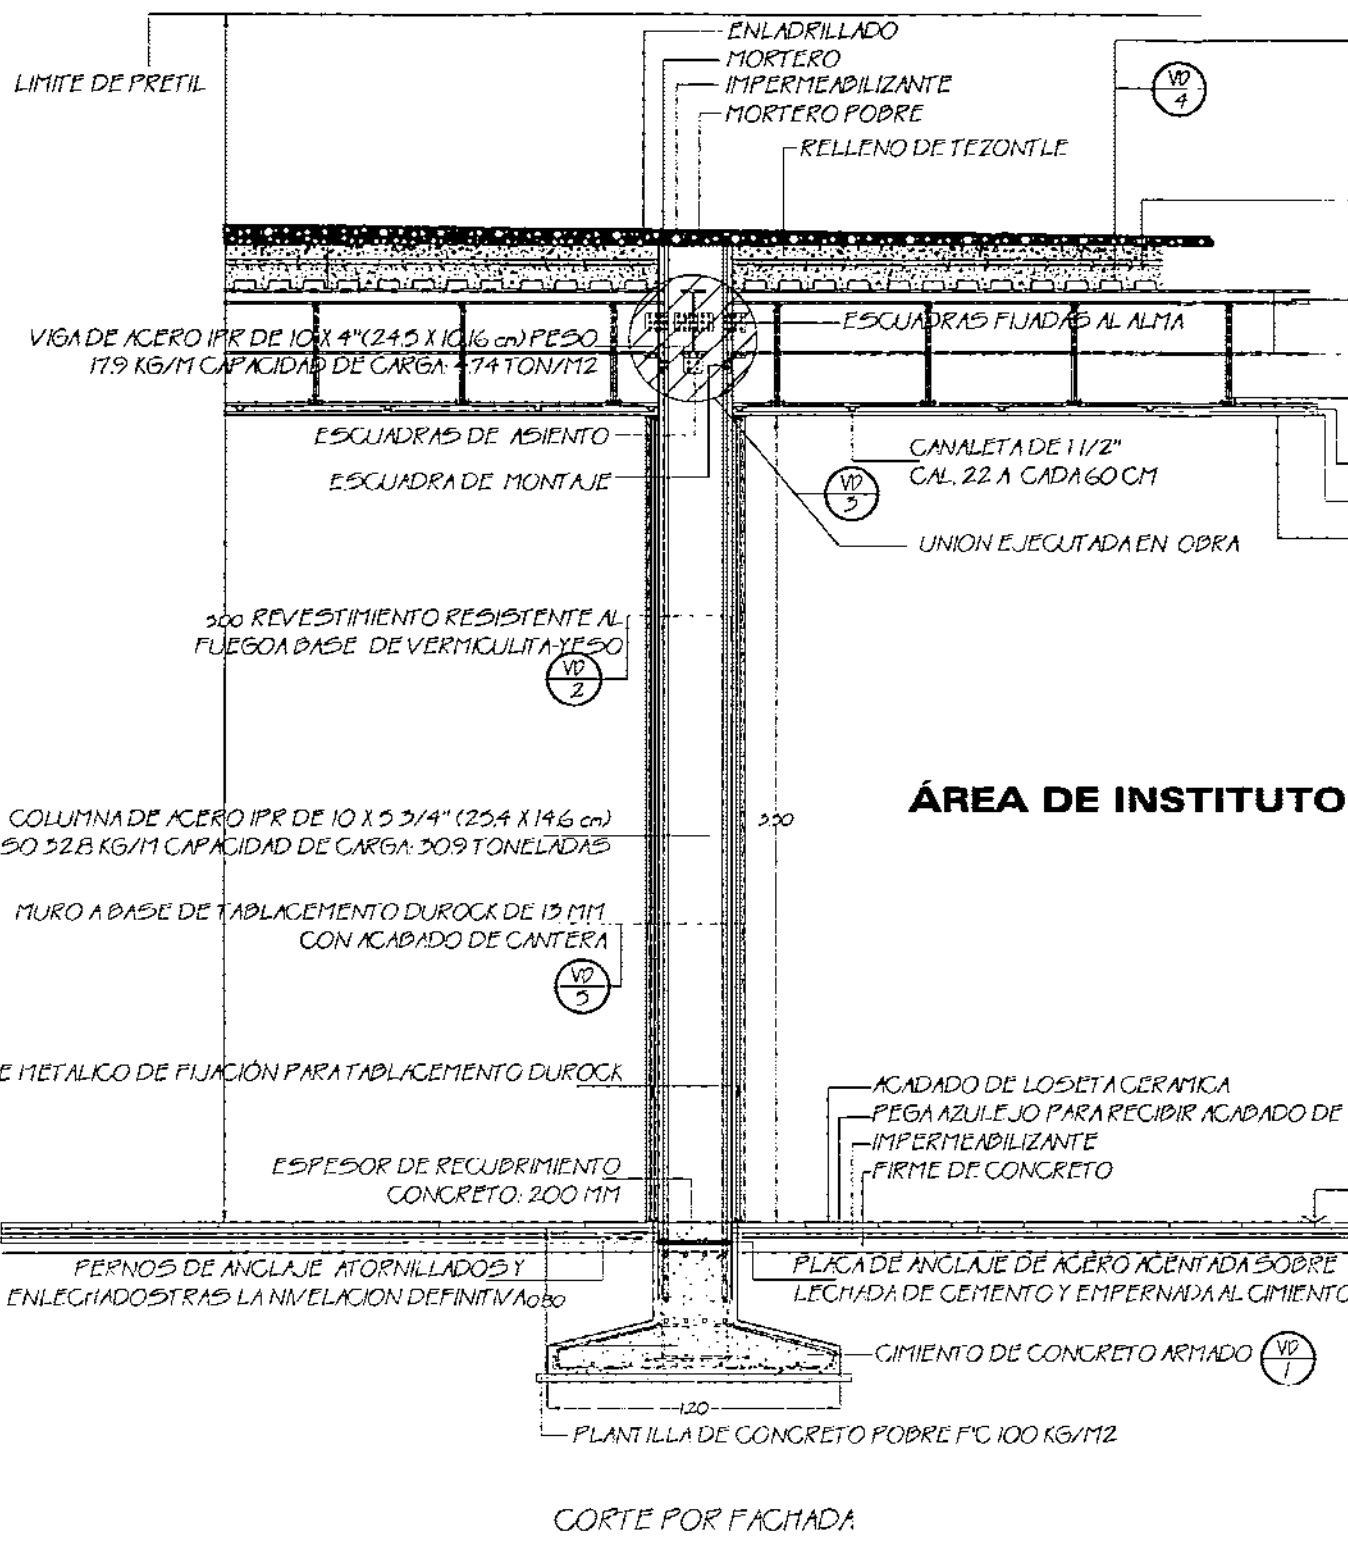 LIMITE DE PRETIL
ENLADRILLADO
MORTERO
IMPERMEABILIZANTE
MORTERO POBRE
RELLENO DE TEZONTLE
VD
4
VIGA DE ACERO IPR DE 10 X 4" (24.5 X 10.16 cm) PESO
17.9 KG/M CAPACIDAD DE CARGA: 4.74 TON/M2
ESCUADRAS FIJADAS AL ALMA
ESCUADRAS DE ASIENTO
ESCUADRA DE MONTAJE
CANALETA DE 1 1/2"
CAL. 22 A CADA 60 CM
VD
3
UNION EJECUTADA EN OBRA
3.00 REVESTIMIENTO RESISTENTE AL
FUEGO A BASE DE VERMICULITA-YESO
VD
2
ÁREA DE INSTITUTO
COLUMNA DE ACERO IPR DE 10 X 5 3/4" (25.4 X 14.6 cm)
SO 32.8 KG/M CAPACIDAD DE CARGA: 30.9 TONELADAS
MURO A BASE DE TABLACEMENTO DUROCK DE 13 MM
CON ACABADO DE CANTERA
VD
5
E METALICO DE FIJACIÓN PARA TABLACEMENTO DUROCK
ACADADO DE LOSETA CERAMICA
PEGA AZULEJO PARA RECIBIR ACABADO DE
IMPERMEABILIZANTE
FIRME DE CONCRETO
ESPESOR DE RECUBRIMIENTO
CONCRETO: 200 MM
PERNOS DE ANCLAJE ATORNILLADOS Y
ENLECHADOS TRAS LA NIVELACION DEFINITIVA
PLACA DE ANCLAJE DE ACERO ACENTADA SOBRE
LECHADA DE CEMENTO Y EMPERNADA AL CIMIENTO
CIMIENTO DE CONCRETO ARMADO
VD
1
1.20
PLANTILLA DE CONCRETO POBRE F'C 100 KG/M2
CORTE POR FACHADA